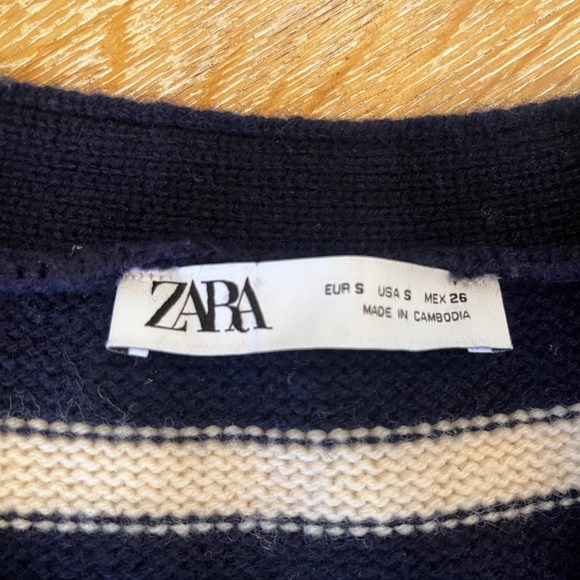 ZARA
EUR S USA S MEX 26
MADE IN CAMBODIA